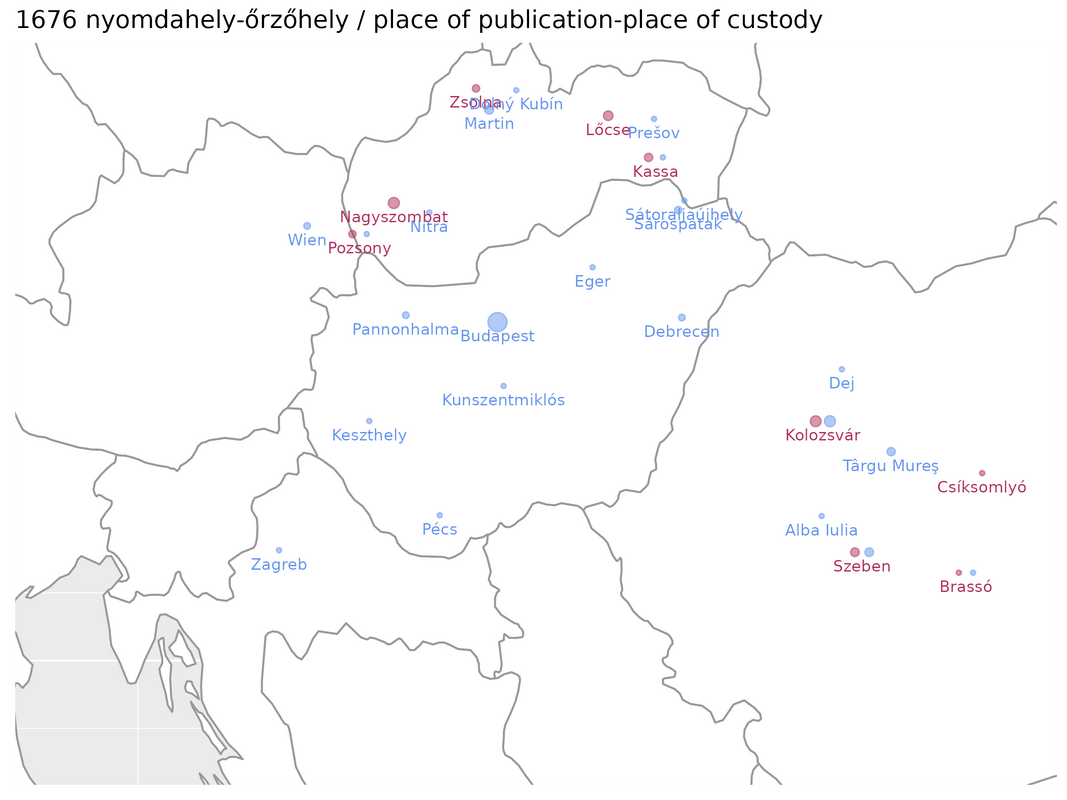 1676 nyomdahely-őrzőhely / place of publication-place of custody
Zsolna
Dolný Kubín
Martin
Lőcse
Prešov
Kassa
Nagyszombat
Nitra
Sátoraljaújhely
Sárospatak
Wien
Pozsony
Eger
Pannonhalma
Budapest
Debrecen
Dej
Kunszentmiklós
Keszthely
Kolozsvár
Târgu Mureș
Csíksomlyó
Pécs
Alba Iulia
Zagreb
Szeben
Brassó